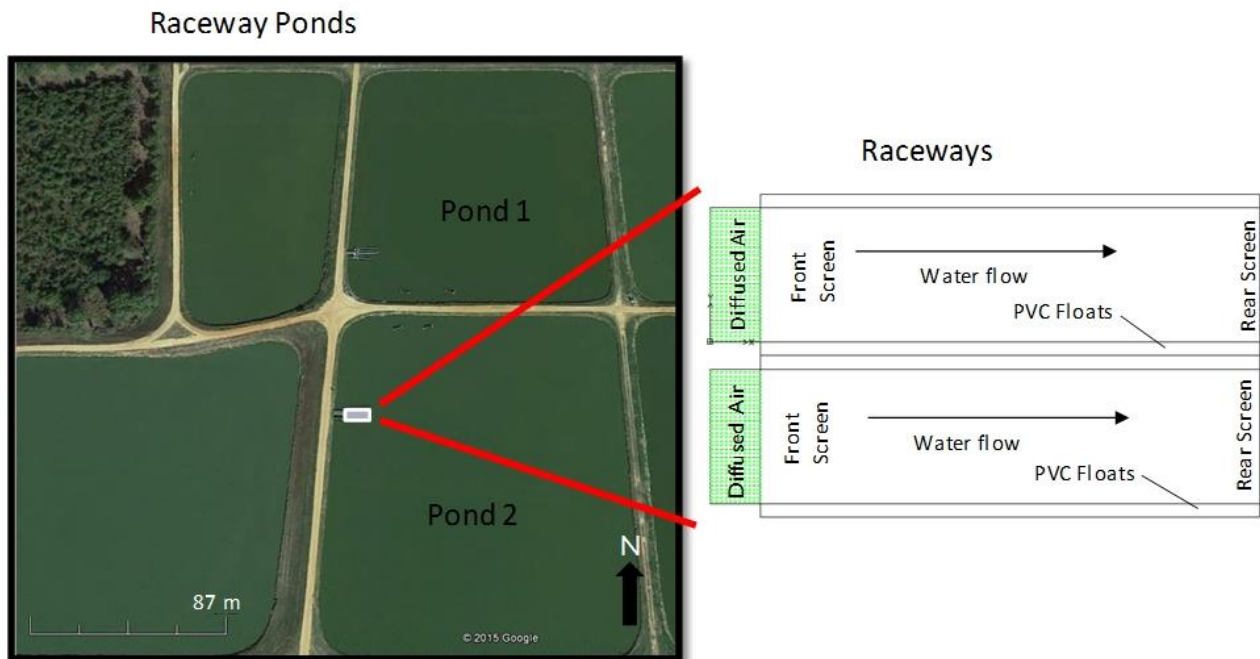 Raceway Ponds
Pond 1
Pond 2
N
87 m
© 2015 Google
Raceways
Diffused Air
Front
Screen
Water flow
PVC Floats
Rear Screen
Diffused Air
Front
Screen
Water flow
PVC Floats
Rear Screen